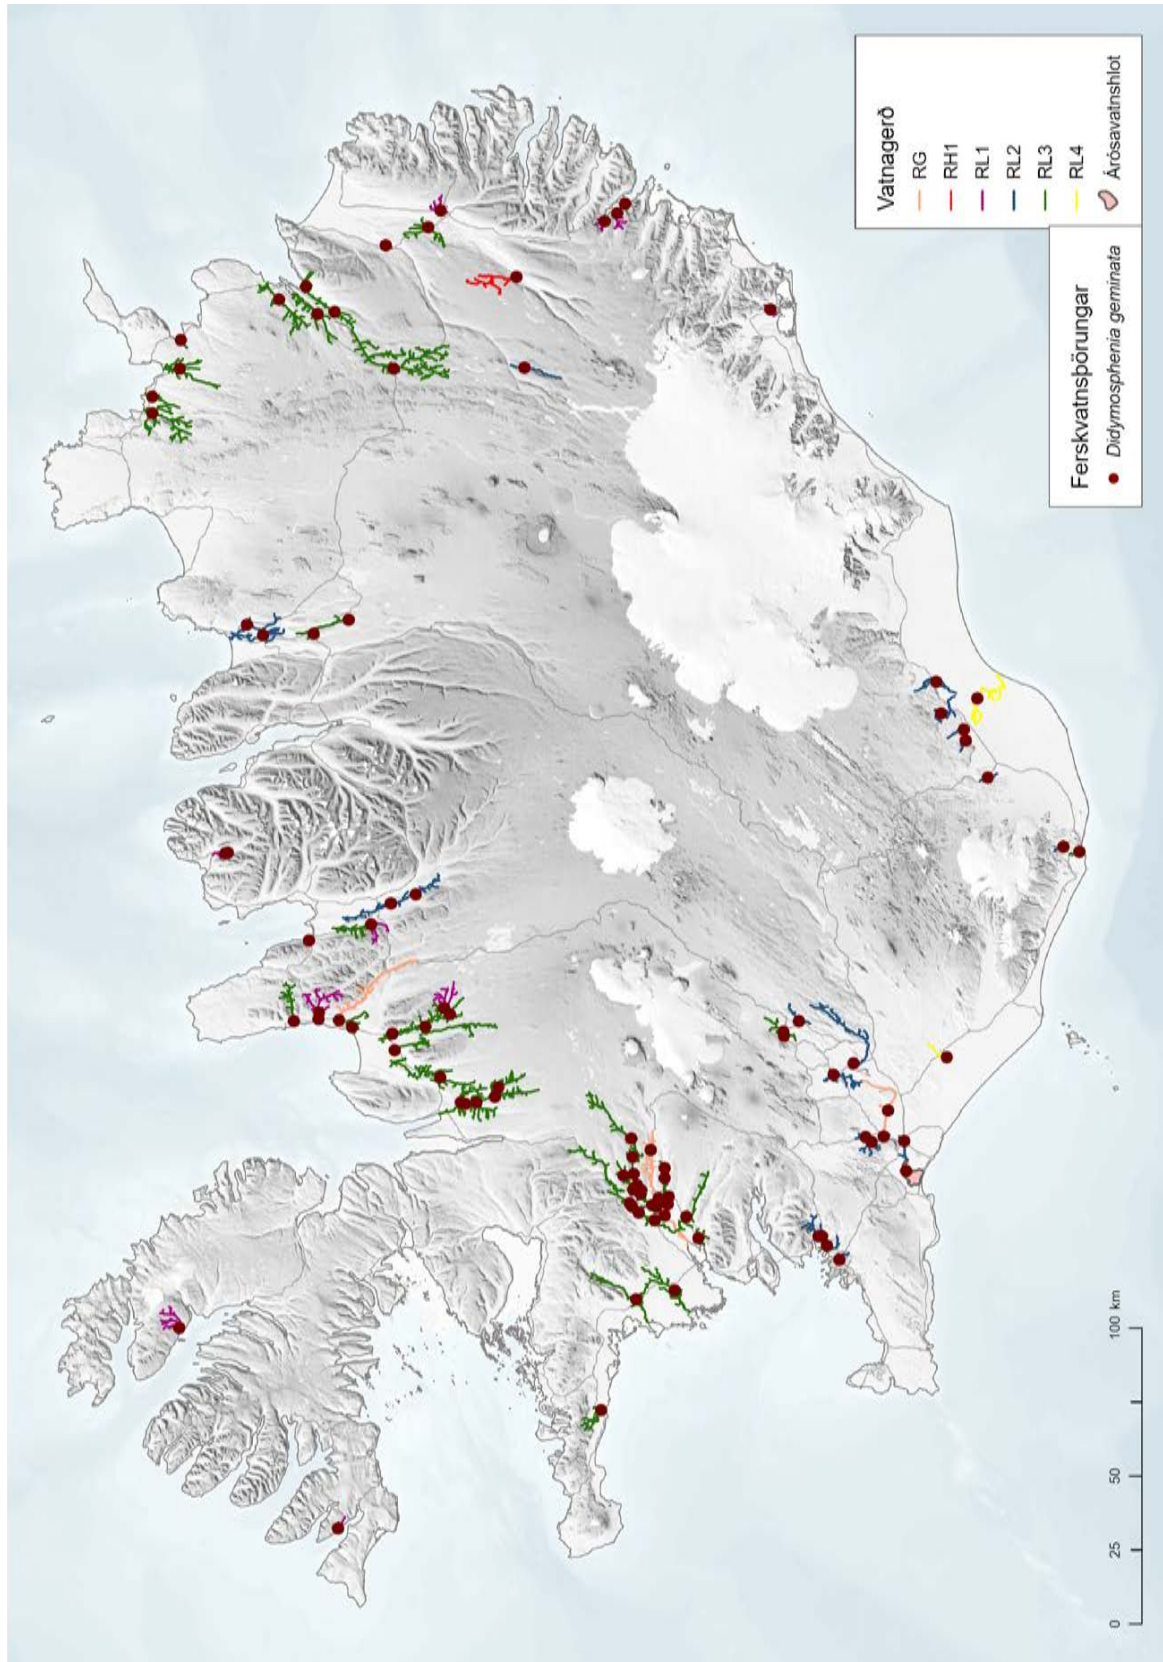 Vatnagerð
RG
RH1
RL1
RL2
RL3
RL4
Árósavatnshlot
Ferskvatnsþörungar
Didymosphenia geminata
0 25 50 100 km